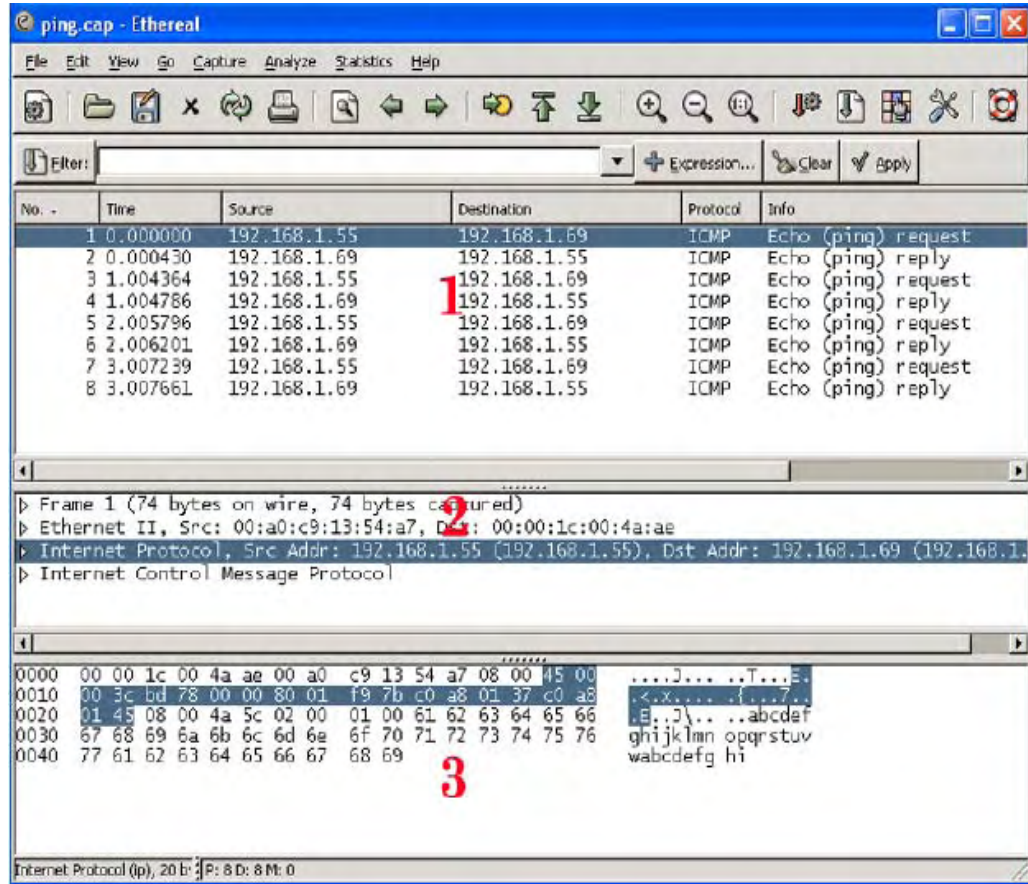 ping.cap - Ethereal
File Edit View Go Capture Analyze Statistics Help
Filter: Expression... Clear Apply
No. - Time Source Destination Protocol Info
1 0.000000 192.168.1.55 192.168.1.69 ICMP Echo (ping) request
2 0.000430 192.168.1.69 192.168.1.55 ICMP Echo (ping) reply
3 1.004364 192.168.1.55 192.168.1.69 ICMP Echo (ping) request
4 1.004786 192.168.1.69 192.168.1.55 ICMP Echo (ping) reply
5 2.005796 192.168.1.55 192.168.1.69 ICMP Echo (ping) request
6 2.006201 192.168.1.69 192.168.1.55 ICMP Echo (ping) reply
7 3.007239 192.168.1.55 192.168.1.69 ICMP Echo (ping) request
8 3.007661 192.168.1.69 192.168.1.55 ICMP Echo (ping) reply
1
Frame 1 (74 bytes on wire, 74 bytes captured)
2
Ethernet II, Src: 00:a0:c9:13:54:a7, Dst: 00:00:1c:00:4a:ae
Internet Protocol, Src Addr: 192.168.1.55 (192.168.1.55), Dst Addr: 192.168.1.69 (192.168.1.
Internet Control Message Protocol
0000 00 00 1c 00 4a ae 00 a0 c9 13 54 a7 08 00 45 00 ....J... ..T...E.
0010 00 3c bd 78 00 00 80 01 f9 7b c0 a8 01 37 c0 a8 .<.x.... .{...7..
0020 01 45 08 00 4a 5c 02 00 01 00 61 62 63 64 65 66 .E..J\.. ..abcdef
0030 67 68 69 6a 6b 6c 6d 6e 6f 70 71 72 73 74 75 76 ghijklmn opqrstuv
0040 77 61 62 63 64 65 66 67 68 69 wabcdefg hi
3
Internet Protocol (ip), 20 b P: 8 D: 8 M: 0